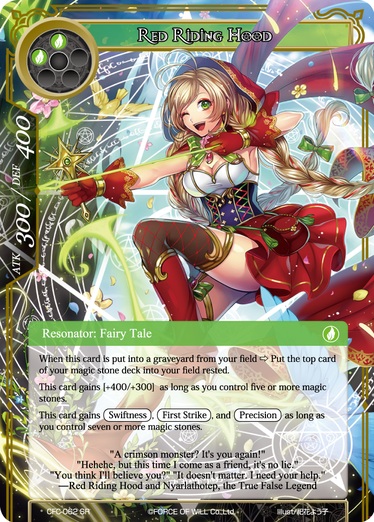 Red Riding Hood
DEF 400
ATK 300
Resonator: Fairy Tale
When this card is put into a graveyard from your field ⇨ Put the top card
of your magic stone deck into your field rested.
This card gains [+400/+300] as long as you control five or more magic
stones.
This card gains Swiftness, First Strike, and Precision as long as
you control seven or more magic stones.
"A crimson monster? It's you again!"
"Hehehe, but this time I come as a friend, it's no lie."
"You think I'll believe you?" "It doesn't matter. I need your help."
—Red Riding Hood and Nyarlathotep, the True False Legend
* CFC-062 SR
©FORCE OF WILL Co.,Ltd.